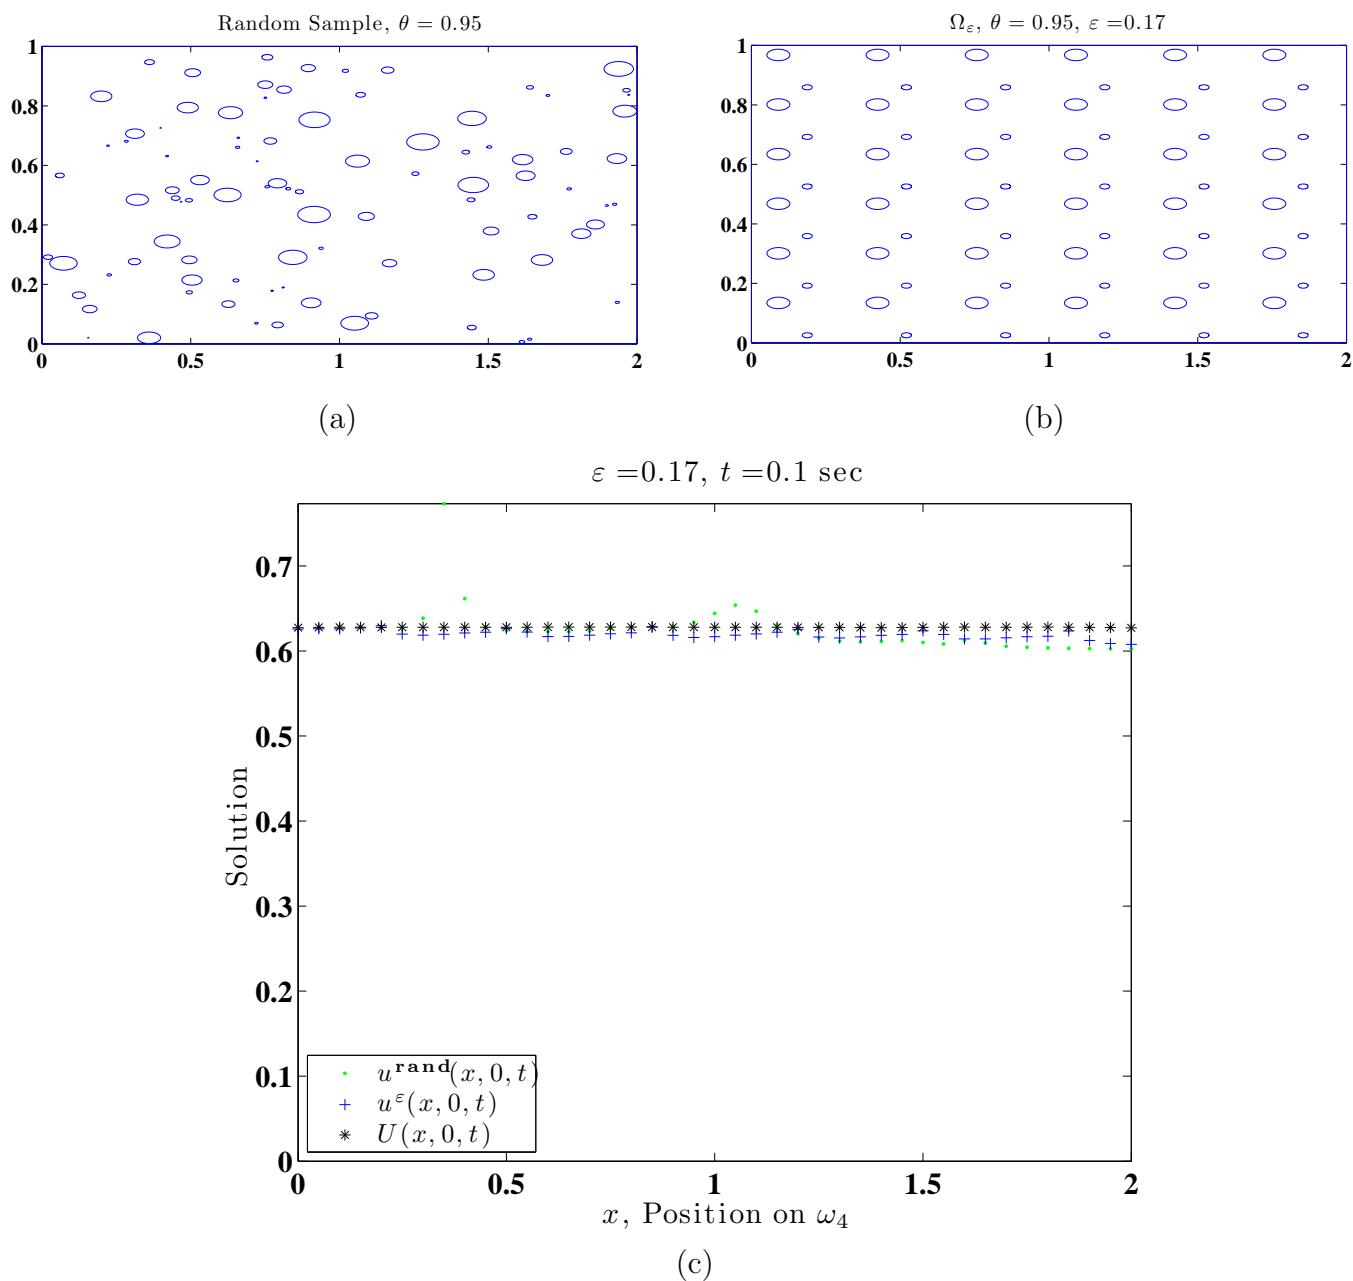 Random Sample, θ = 0.95
1
0.8
0.6
0.4
0.2
0
0 0.5 1 1.5 2
(a)
Ω_ε, θ = 0.95, ε =0.17
1
0.8
0.6
0.4
0.2
0
0 0.5 1 1.5 2
(b)
ε =0.17, t =0.1 sec
0.7
0.6
0.5
0.4
0.3
0.2
0.1
0
Solution
u^rand(x, 0, t)
u^ε(x, 0, t)
U(x, 0, t)
0 0.5 1 1.5 2
x, Position on ω₄
(c)